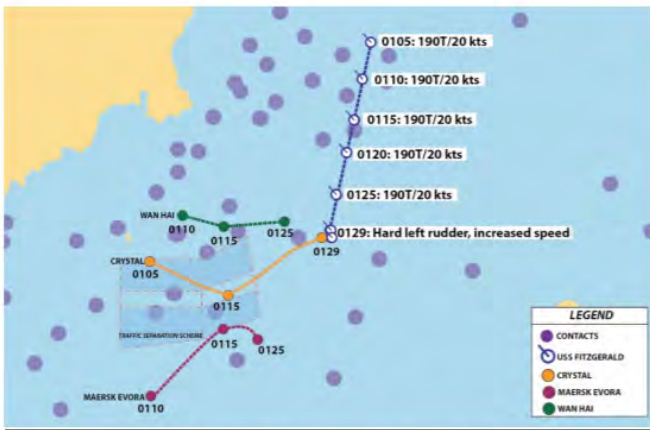 0105: 190T/20 kts
0110: 190T/20 kts
0115: 190T/20 kts
0120: 190T/20 kts
0125: 190T/20 kts
WAN HAI
0110
0115
0125
0129: Hard left rudder, increased speed
0129
CRYSTAL
0105
0115
TRAFFIC SEPARATION SCHEME
0115
0125
MAERSK EVORA
0110
LEGEND
CONTACTS
USS FITZGERALD
CRYSTAL
MAERSK EVORA
WAN HAI